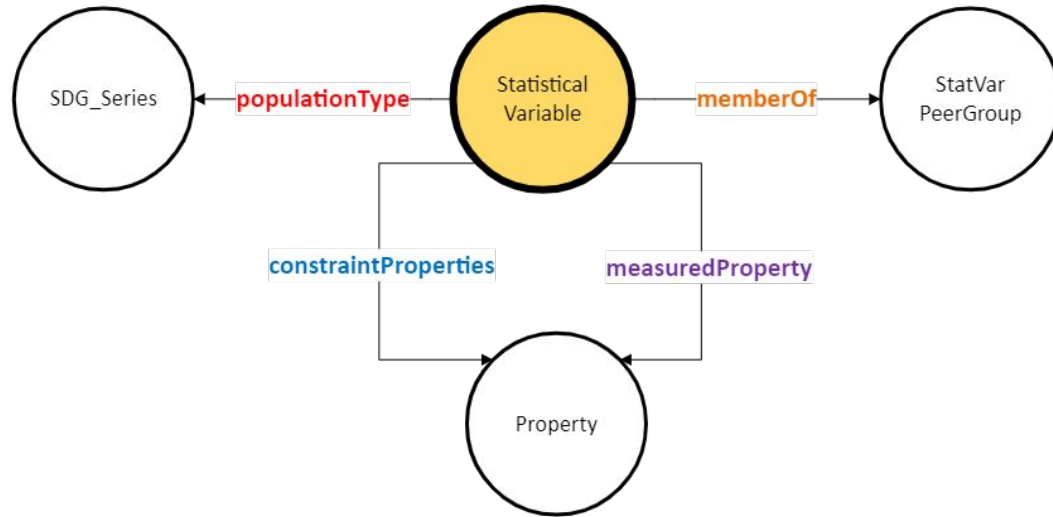 SDG_Series
populationType
Statistical
Variable
memberOf
StatVar
PeerGroup
constraintProperties
measuredProperty
Property